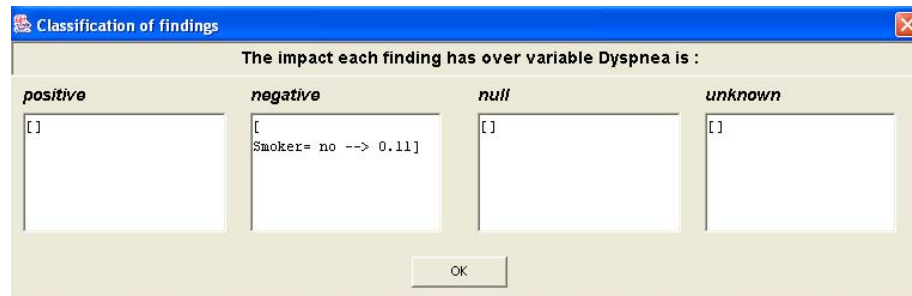 Classification of findings
The impact each finding has over variable Dyspnea is :
positive
negative
null
unknown
[]
[
Smoker= no --> 0.11]
[]
[]
OK